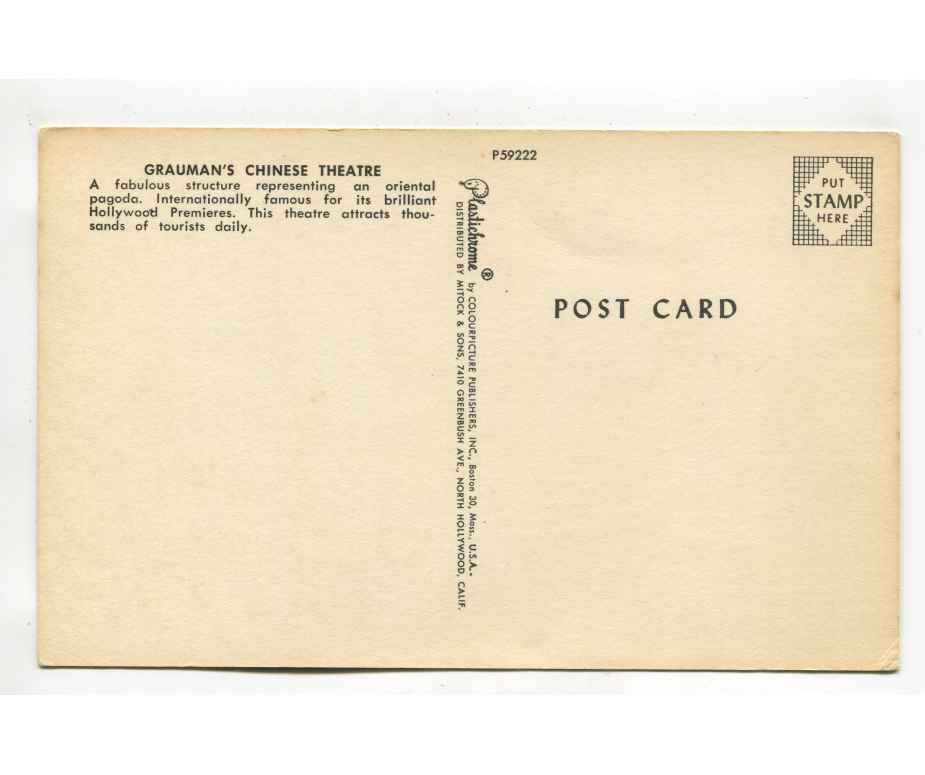 GRAUMAN'S CHINESE THEATRE
A fabulous structure representing an oriental
pagoda. Internationally famous for its brilliant
Hollywood Premieres. This theatre attracts thou-
sands of tourists daily.
P59222
Plastichrome ® by COLOURPICTURE PUBLISHERS, INC., Boston 30, Mass., U.S.A.-
DISTRIBUTED BY MITOCK & SONS, 7410 GREENBUSH AVE., NORTH HOLLYWOOD, CALIF.
PUT
STAMP
HERE
POST CARD